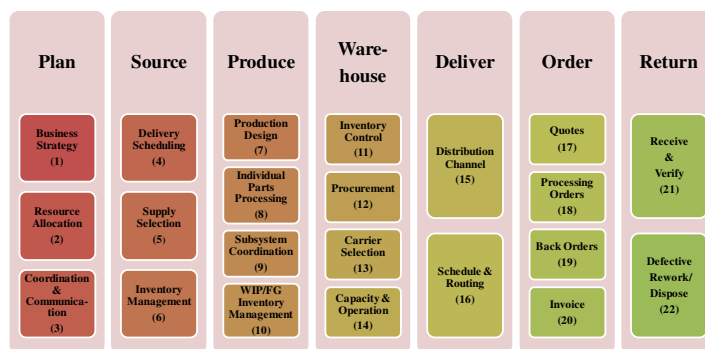 Plan
Business
Strategy
(1)
Resource
Allocation
(2)
Coordination
&
Communica-
tion
(3)
Source
Delivery
Scheduling
(4)
Supply
Selection
(5)
Inventory
Management
(6)
Produce
Production
Design
(7)
Individual
Parts
Processing
(8)
Subsystem
Coordination
(9)
WIP/FG
Inventory
Management
(10)
Ware-
house
Inventory
Control
(11)
Procurement
(12)
Carrier
Selection
(13)
Capacity &
Operation
(14)
Deliver
Distribution
Channel
(15)
Schedule &
Routing
(16)
Order
Quotes
(17)
Processing
Orders
(18)
Back Orders
(19)
Invoice
(20)
Return
Receive
&
Verify
(21)
Defective
Rework/
Dispose
(22)